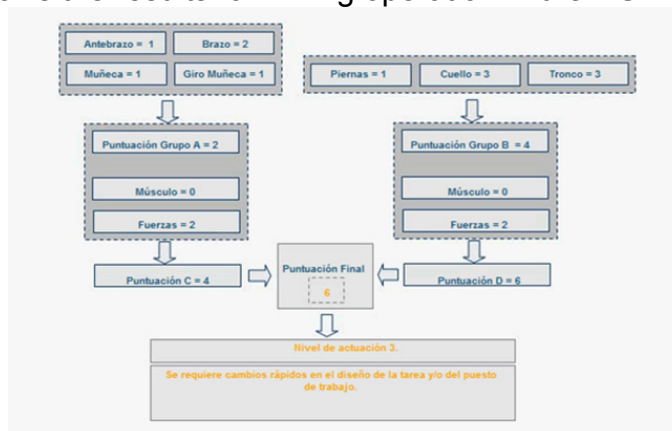 Antebrazo = 1
Brazo = 2
Muñeca = 1
Giro Muñeca = 1
Piernas = 1
Cuello = 3
Tronco = 3
Puntuación Grupo A = 2
Músculo = 0
Fuerzas = 2
Puntuación Grupo B = 4
Músculo = 0
Fuerzas = 2
Puntuación C = 4
Puntuación Final
6
Puntuación D = 6
Nivel de actuación 3.
Se requiere cambios rápidos en el diseño de la tarea y/o del puesto
de trabajo.